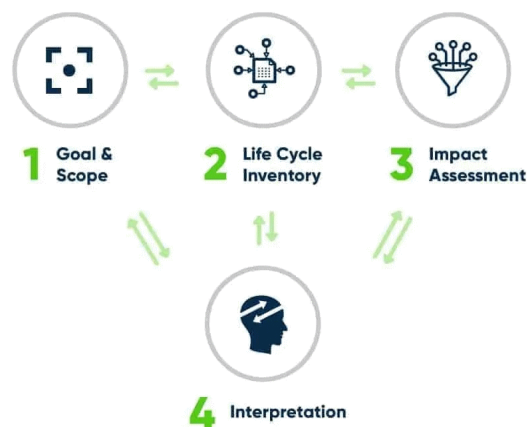 1 Goal &
Scope
2 Life Cycle
Inventory
3 Impact
Assessment
4 Interpretation